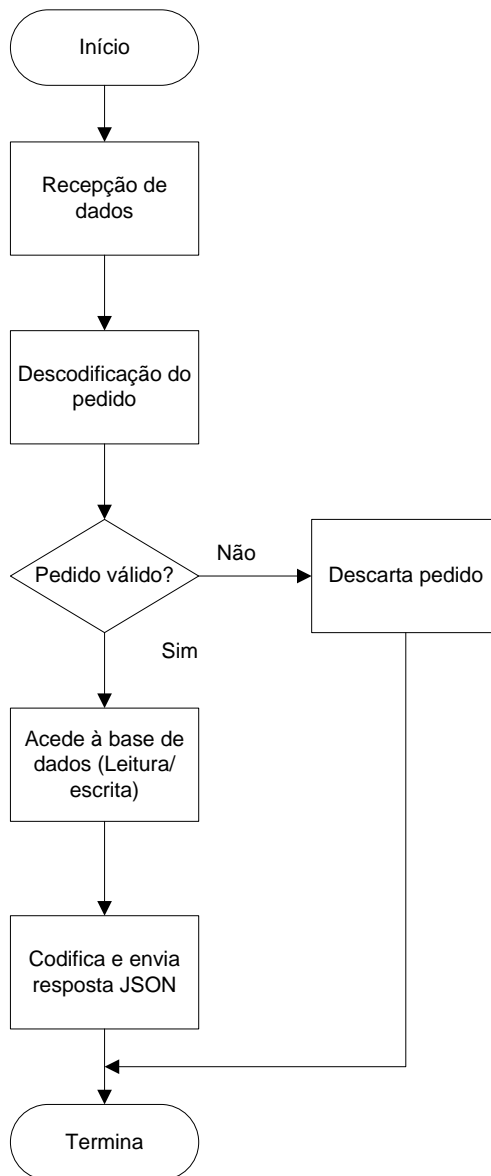 Início
Recepção de
dados
Descodificação do
pedido
Pedido válido?
Não
Descarta pedido
Sim
Acede à base de
dados (Leitura/
escrita)
Codifica e envia
resposta JSON
Termina